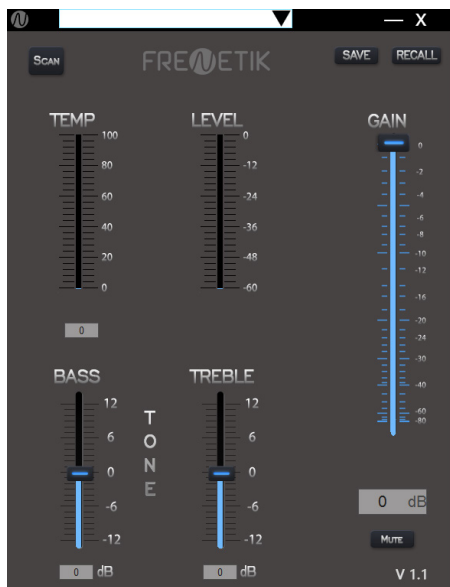 X
SCAN
FRENETIK
SAVE
RECALL
TEMP
100
80
60
40
20
0
0
LEVEL
0
-12
-24
-36
-48
-60
GAIN
0
-2
-4
-6
-8
-10
-12
-16
-20
-24
-30
-40
-60
-80
0 dB
MUTE
BASS
12
6
0
-6
-12
0 dB
TONE
TREBLE
12
6
0
-6
-12
0 dB
V 1.1